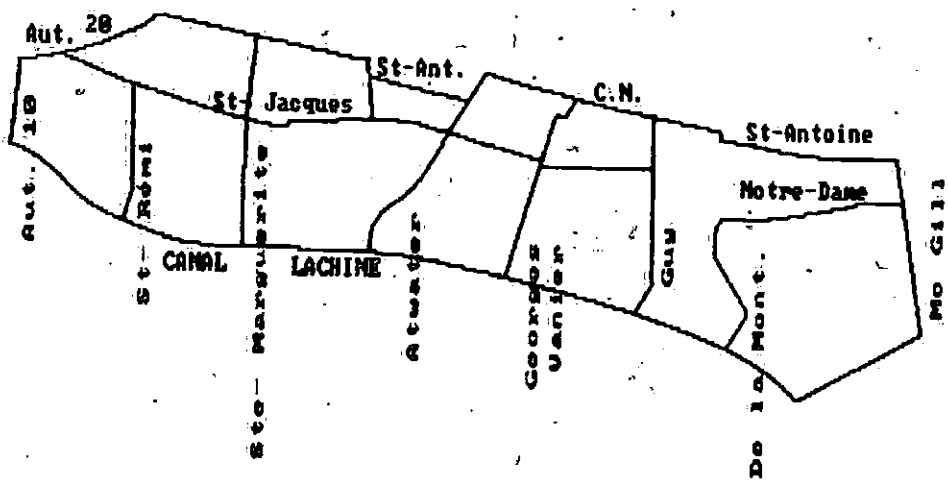 Aut. 20
St-Ant.
C.N.
St- Jacques
St-Antoine
Notre-Dame
Aut. 10
St- Rémi
Ste- Marguerite
CANAL
LACHINE
Atwater
Georges
Vanier
Guy
De la Mont.
Mc Gill